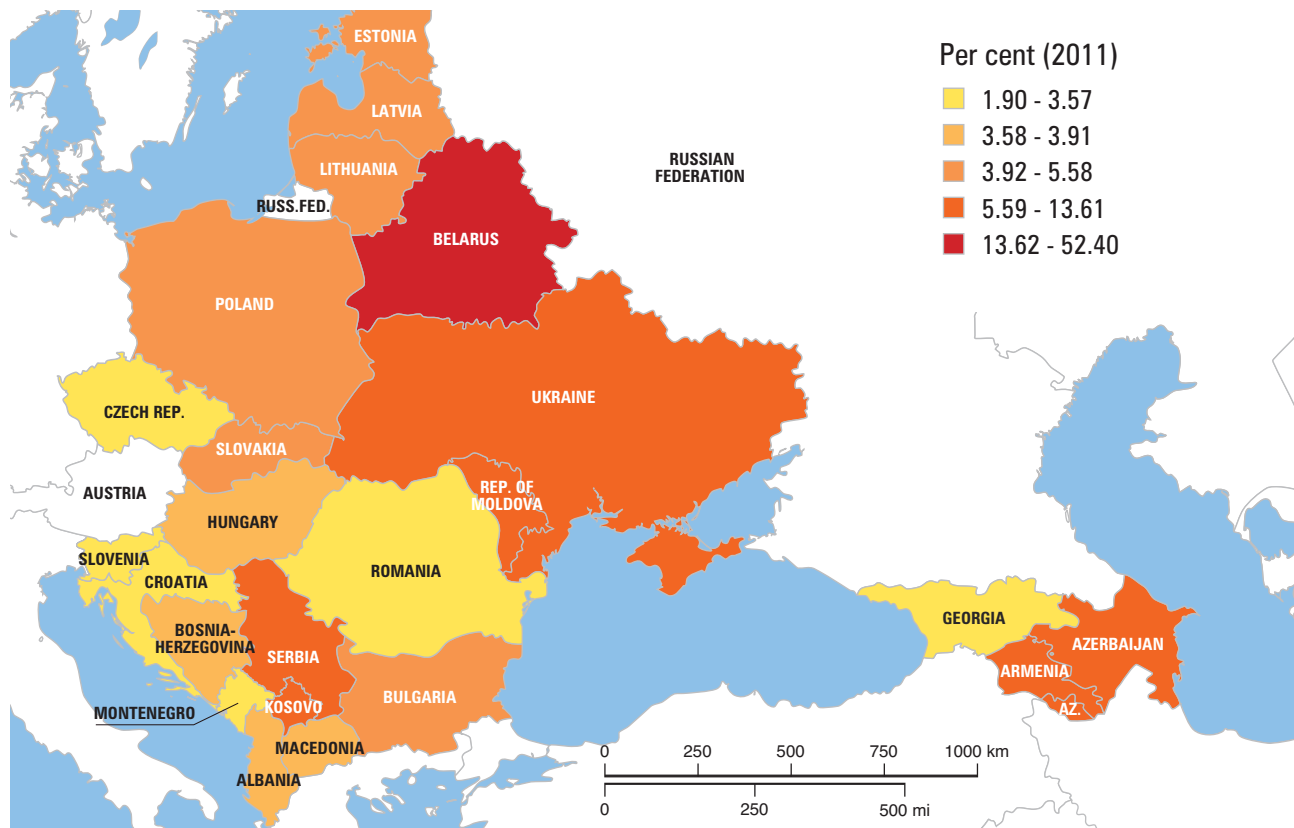 ESTONIA
Per cent (2011)
1.90 - 3.57
3.58 - 3.91
3.92 - 5.58
5.59 - 13.61
13.62 - 52.40
LATVIA
LITHUANIA
RUSSIAN
FEDERATION
RUSS.FED.
BELARUS
POLAND
UKRAINE
CZECH REP.
SLOVAKIA
AUSTRIA
REP. OF
MOLDOVA
HUNGARY
SLOVENIA
ROMANIA
CROATIA
GEORGIA
BOSNIA-
HERZEGOVINA
SERBIA
AZERBAIJAN
ARMENIA
BULGARIA
KOSOVO
AZ.
MONTENEGRO
MACEDONIA
ALBANIA
0 250 500 750 1000 km
0 250 500 mi